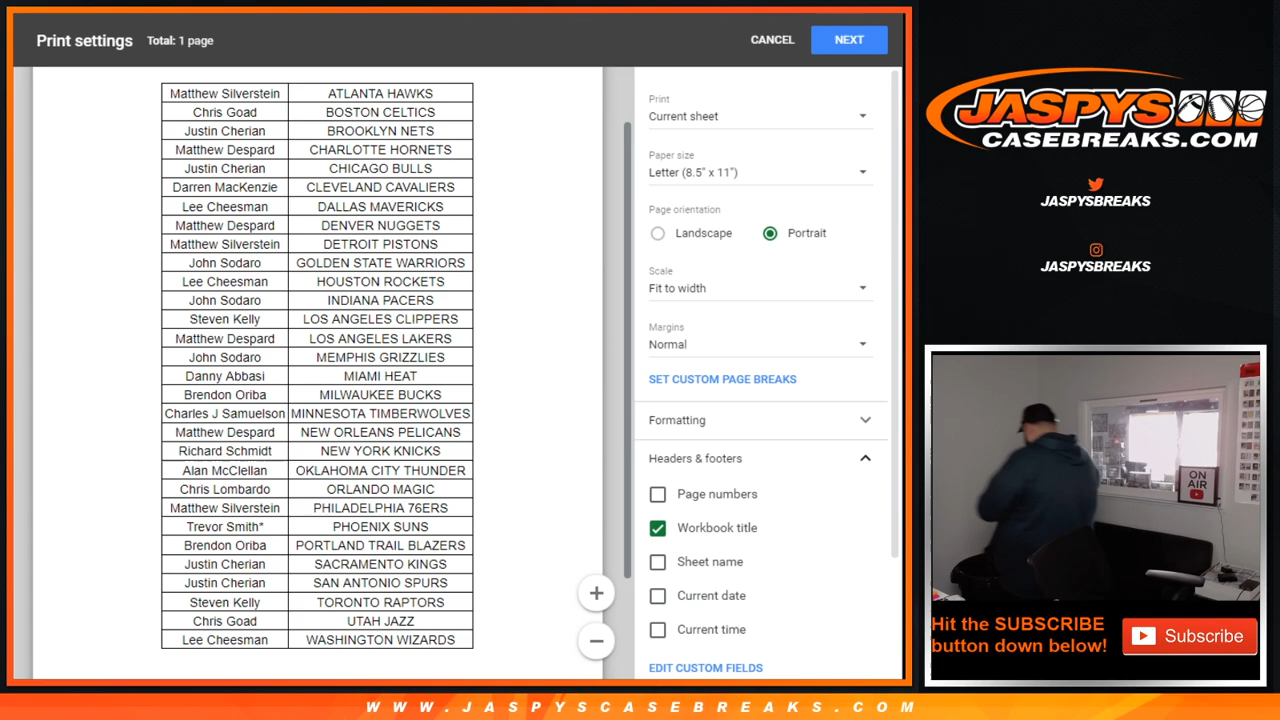 Print settings Total: 1 page CANCEL NEXT
Matthew Silverstein ATLANTA HAWKS
Chris Goad BOSTON CELTICS
Justin Cherian BROOKLYN NETS
Matthew Despard CHARLOTTE HORNETS
Justin Cherian CHICAGO BULLS
Darren MacKenzie CLEVELAND CAVALIERS
Lee Cheesman DALLAS MAVERICKS
Matthew Despard DENVER NUGGETS
Matthew Silverstein DETROIT PISTONS
John Sodaro GOLDEN STATE WARRIORS
Lee Cheesman HOUSTON ROCKETS
John Sodaro INDIANA PACERS
Steven Kelly LOS ANGELES CLIPPERS
Matthew Despard LOS ANGELES LAKERS
John Sodaro MEMPHIS GRIZZLIES
Danny Abbasi MIAMI HEAT
Brendon Oriba MILWAUKEE BUCKS
Charles J Samuelson MINNESOTA TIMBERWOLVES
Matthew Despard NEW ORLEANS PELICANS
Richard Schmidt NEW YORK KNICKS
Alan McClellan OKLAHOMA CITY THUNDER
Chris Lombardo ORLANDO MAGIC
Matthew Silverstein PHILADELPHIA 76ERS
Trevor Smith* PHOENIX SUNS
Brendon Oriba PORTLAND TRAIL BLAZERS
Justin Cherian SACRAMENTO KINGS
Justin Cherian SAN ANTONIO SPURS
Steven Kelly TORONTO RAPTORS
Chris Goad UTAH JAZZ
Lee Cheesman WASHINGTON WIZARDS
Print
Current sheet
Paper size
Letter (8.5" x 11")
Page orientation
Landscape Portrait
Scale
Fit to width
Margins
Normal
SET CUSTOM PAGE BREAKS
Formatting
Headers & footers
Page numbers
Workbook title
Sheet name
Current date
Current time
EDIT CUSTOM FIELDS
JASPYS
CASEBREAKS.COM
JASPYSBREAKS
JASPYSBREAKS
ON
AIR
Hit the SUBSCRIBE
button down below!
Subscribe
WWW.JASPYSCASEBREAKS.COM